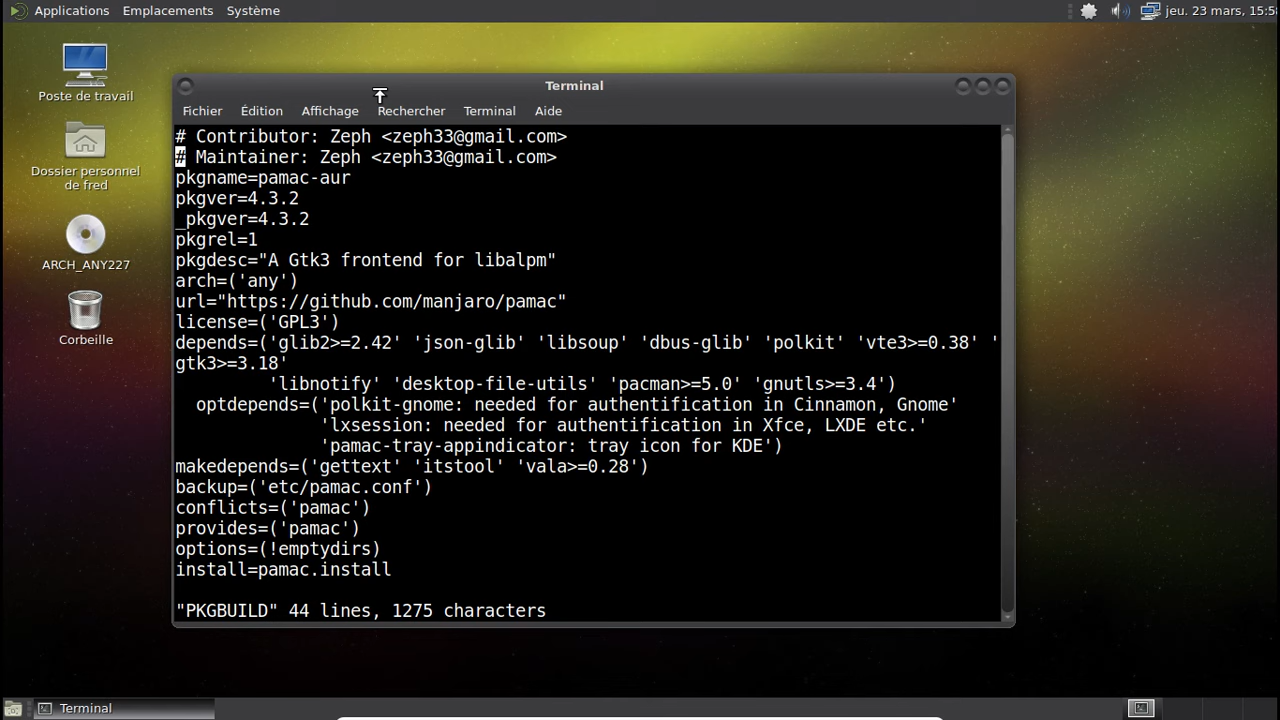 Applications Emplacements Système
jeu. 23 mars, 15:5
Poste de travail
Dossier personnel
de fred
ARCH_ANY227
Corbeille
Terminal
Fichier Édition Affichage Rechercher Terminal Aide
# Contributor: Zeph <zeph33@gmail.com>
# Maintainer: Zeph <zeph33@gmail.com>
pkgname=pamac-aur
pkgver=4.3.2
_pkgver=4.3.2
pkgrel=1
pkgdesc="A Gtk3 frontend for libalpm"
arch=('any')
url="https://github.com/manjaro/pamac"
license=('GPL3')
depends=('glib2>=2.42' 'json-glib' 'libsoup' 'dbus-glib' 'polkit' 'vte3>=0.38' '
gtk3>=3.18'
'libnotify' 'desktop-file-utils' 'pacman>=5.0' 'gnutls>=3.4')
optdepends=('polkit-gnome: needed for authentification in Cinnamon, Gnome'
'lxsession: needed for authentification in Xfce, LXDE etc.'
'pamac-tray-appindicator: tray icon for KDE')
makedepends=('gettext' 'itstool' 'vala>=0.28')
backup=('etc/pamac.conf')
conflicts=('pamac')
provides=('pamac')
options=(!emptydirs)
install=pamac.install
"PKGBUILD" 44 lines, 1275 characters
Terminal